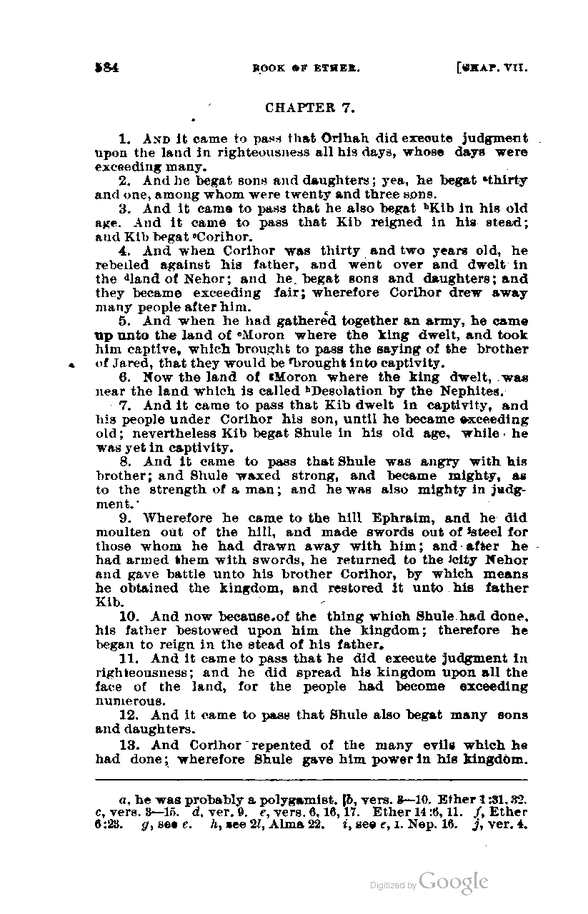 584 BOOK OF ETHER. [CHAP. VII.
CHAPTER 7.
1. AND it came to pass that Orihah did execute judgment
upon the land in righteousness all his days, whose days were
exceeding many.
2. And he begat sons and daughters; yea, he begat ᵃthirty
and one, among whom were twenty and three sons.
3. And it came to pass that he also begat ᵇKib in his old
age. And it came to pass that Kib reigned in his stead;
and Kib begat ᶜCorihor.
4. And when Corihor was thirty and two years old, he
rebelled against his father, and went over and dwelt in
the ᵈland of Nehor; and he begat sons and daughters; and
they became exceeding fair; wherefore Corihor drew away
many people after him.
5. And when he had gathered together an army, he came
up unto the land of ᵉMoron where the king dwelt, and took
him captive, which brought to pass the saying of the brother
of Jared, that they would be ᶠbrought into captivity.
6. Now the land of ᵍMoron where the king dwelt, was
near the land which is called ʰDesolation by the Nephites.
7. And it came to pass that Kib dwelt in captivity, and
his people under Corihor his son, until he became exceeding
old; nevertheless Kib begat Shule in his old age, while he
was yet in captivity.
8. And it came to pass that Shule was angry with his
brother; and Shule waxed strong, and became mighty, as
to the strength of a man; and he was also mighty in judg-
ment.
9. Wherefore he came to the hill Ephraim, and he did
moulten out of the hill, and made swords out of ⁱsteel for
those whom he had drawn away with him; and after he
had armed them with swords, he returned to the ʲcity Nehor
and gave battle unto his brother Corihor, by which means
he obtained the kingdom, and restored it unto his father
Kib.
10. And now because of the thing which Shule had done,
his father bestowed upon him the kingdom; therefore he
began to reign in the stead of his father.
11. And it came to pass that he did execute judgment in
righteousness; and he did spread his kingdom upon all the
face of the land, for the people had become exceeding
numerous.
12. And it came to pass that Shule also begat many sons
and daughters.
13. And Corihor repented of the many evils which he
had done; wherefore Shule gave him power in his kingdom.
a, he was probably a polygamist. b, vers. 8—10. Ether 1:31, 32.
c, vers. 3—15. d, ver. 9. e, vers. 6, 16, 17. Ether 14:6, 11. f, Ether
6:23. g, see e. h, see 2l, Alma 22. i, see c, 1. Nep. 16. j, ver. 4.
Digitized by Google